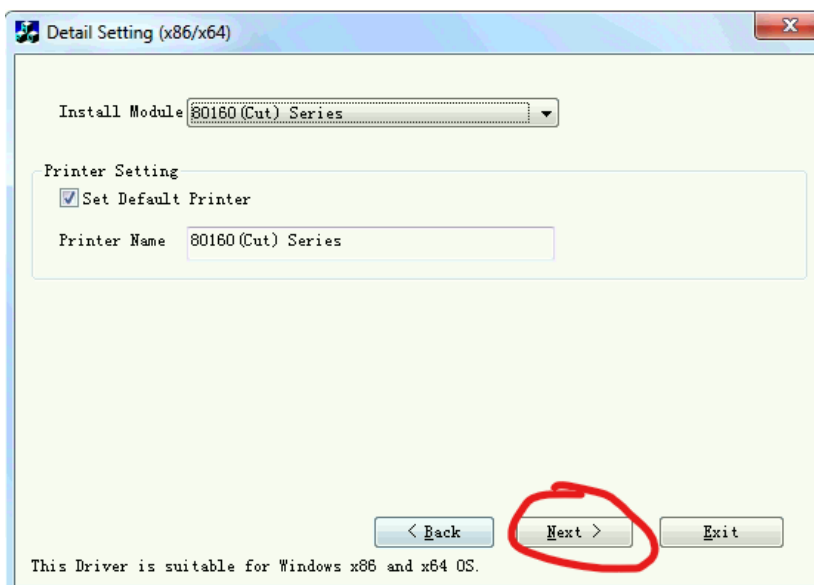 Detail Setting (x86/x64)
Install Module 80160(Cut) Series
Printer Setting
Set Default Printer
Printer Name 80160(Cut) Series
< Back Next > Exit
This Driver is suitable for Windows x86 and x64 OS.